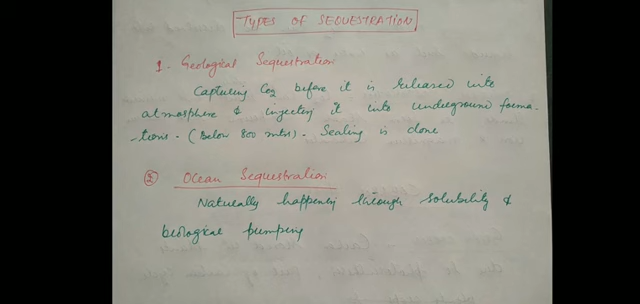 TYPES OF SEQUESTRATION
1. Geological Sequestration
Capturing CO2 before it is released into
atmosphere & injecting it into underground forma-
-tions. (Below 800 mtrs). Sealing is done
② Ocean Sequestration
Naturally happening through solubility &
biological pumping